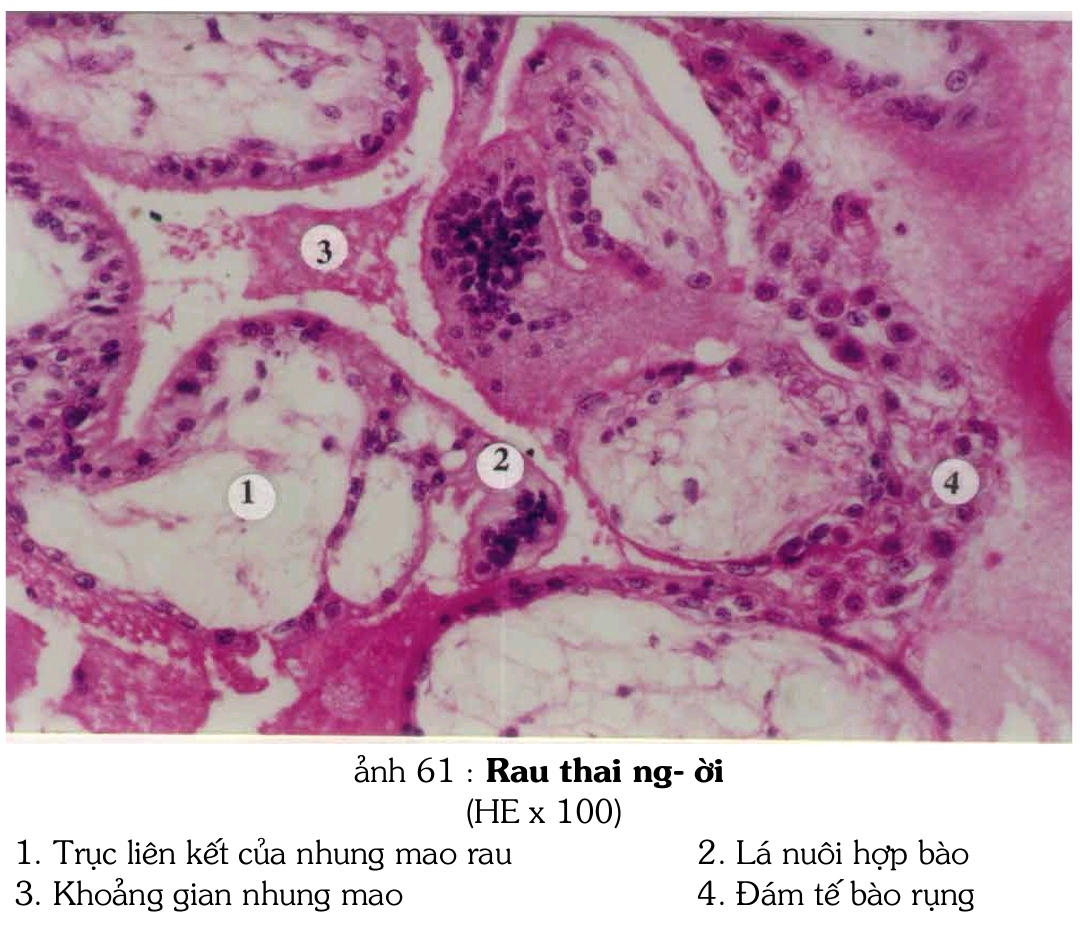 3
2
1
4
ảnh 61 : Rau thai ng- ời
(HE x 100)
1. Trục liên kết của nhung mao rau
2. Lá nuôi hợp bào
3. Khoảng gian nhung mao
4. Đám tế bào rụng